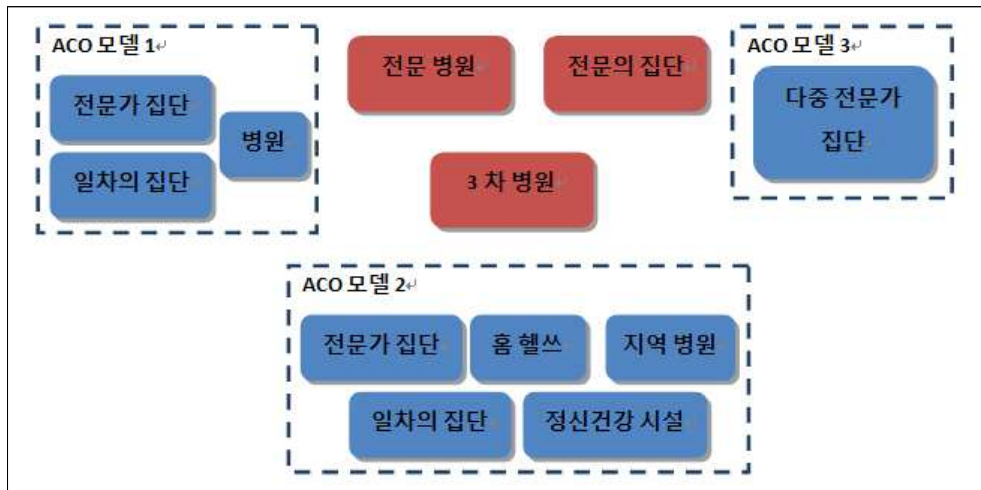 ACO 모델 1↵
전문가 집단
일차의 집단
병원
전문 병원
전문의 집단
3 차 병원
ACO 모델 3↵
다중 전문가
집단
ACO 모델 2↵
전문가 집단
홈 헬쓰
지역 병원
일차의 집단
정신건강 시설